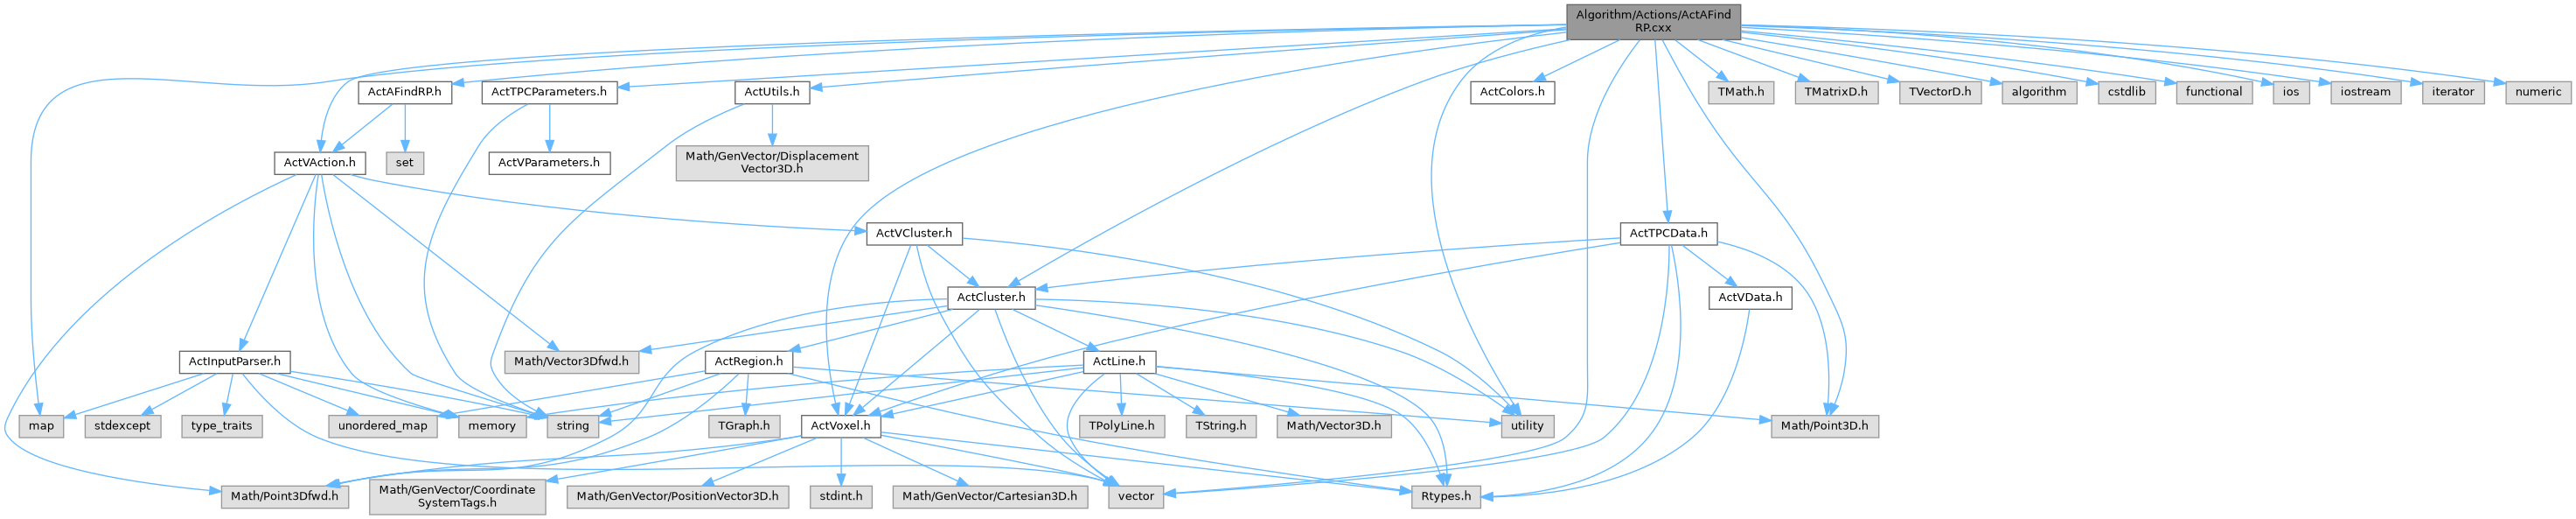 Algorithm/Actions/ActAFind
RP.cxx
ActAFindRP.h
ActTPCParameters.h
ActUtils.h
ActColors.h
TMath.h
TMatrixD.h
TVectorD.h
algorithm
cstdlib
functional
ios
iostream
iterator
numeric
ActVAction.h
set
ActVParameters.h
Math/GenVector/Displacement
Vector3D.h
ActVCluster.h
ActTPCData.h
ActCluster.h
ActVData.h
ActInputParser.h
Math/Vector3Dfwd.h
ActRegion.h
ActLine.h
map
stdexcept
type_traits
unordered_map
memory
string
TGraph.h
ActVoxel.h
TPolyLine.h
TString.h
Math/Vector3D.h
utility
Math/Point3D.h
Math/Point3Dfwd.h
Math/GenVector/Coordinate
SystemTags.h
Math/GenVector/PositionVector3D.h
stdint.h
Math/GenVector/Cartesian3D.h
vector
Rtypes.h